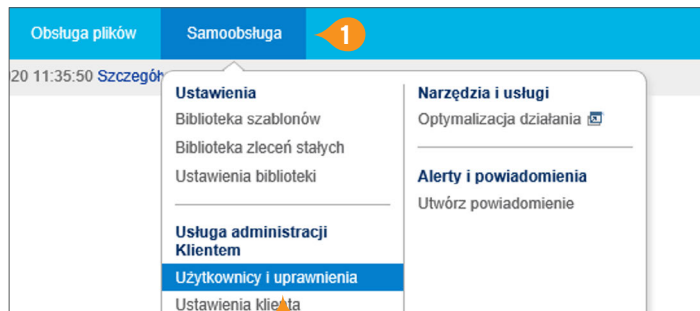 Obsługa plików
Samoobsługa
1
20 11:35:50 Szczegół
Ustawienia
Biblioteka szablonów
Biblioteka zleceń stałych
Ustawienia biblioteki
Usługa administracji
Klientem
Użytkownicy i uprawnienia
Ustawienia klienta
Narzędzia i usługi
Optymalizacja działania
Alerty i powiadomienia
Utwórz powiadomienie